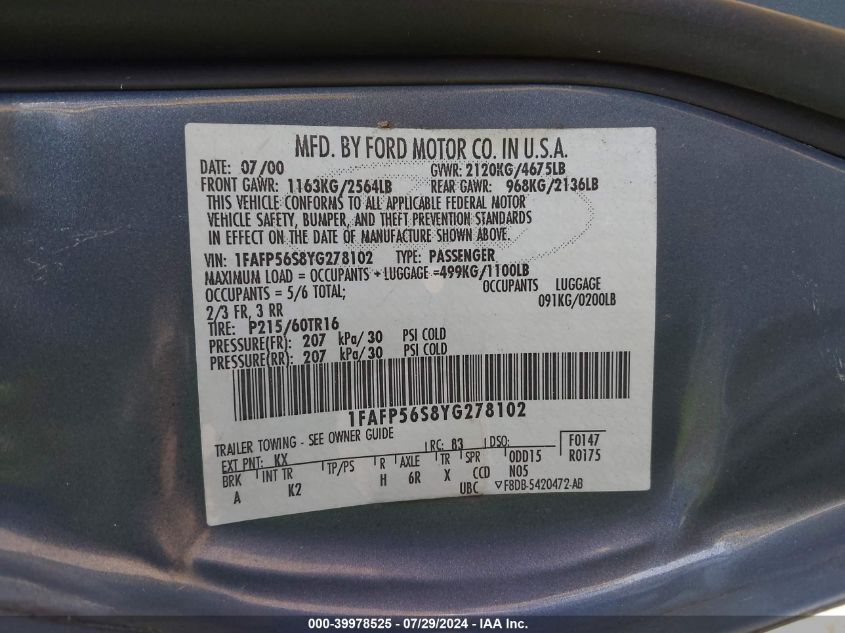 MFD. BY FORD MOTOR CO. IN U.S.A.
DATE: 07/00 GVWR: 2120KG/4675LB
FRONT GAWR: 1163KG/2564LB REAR GAWR: 968KG/2136LB
THIS VEHICLE CONFORMS TO ALL APPLICABLE FEDERAL MOTOR
VEHICLE SAFETY, BUMPER, AND THEFT PREVENTION STANDARDS
IN EFFECT ON THE DATE OF MANUFACTURE SHOWN ABOVE.
VIN: 1FAFP56S8YG278102 TYPE: PASSENGER
MAXIMUM LOAD = OCCUPANTS + LUGGAGE =499KG/1100LB
OCCUPANTS = 5/6 TOTAL; OCCUPANTS LUGGAGE
2/3 FR, 3 RR 091KG/0200LB
TIRE: P215/60TR16
PRESSURE(FR): 207 kPa/30 PSI COLD
PRESSURE(RR): 207 kPa/30 PSI COLD
1FAFP56S8YG278102
TRAILER TOWING - SEE OWNER GUIDE
EXT PNT: KX RC: 83 DSO: F0147
BRK INT TR TP/PS R AXLE TR SPR ODD15 R0175
A K2 H 6R X CCD N05
UBC ▽F8DB-5420472-AB
000-39978525 - 07/29/2024 - IAA Inc.